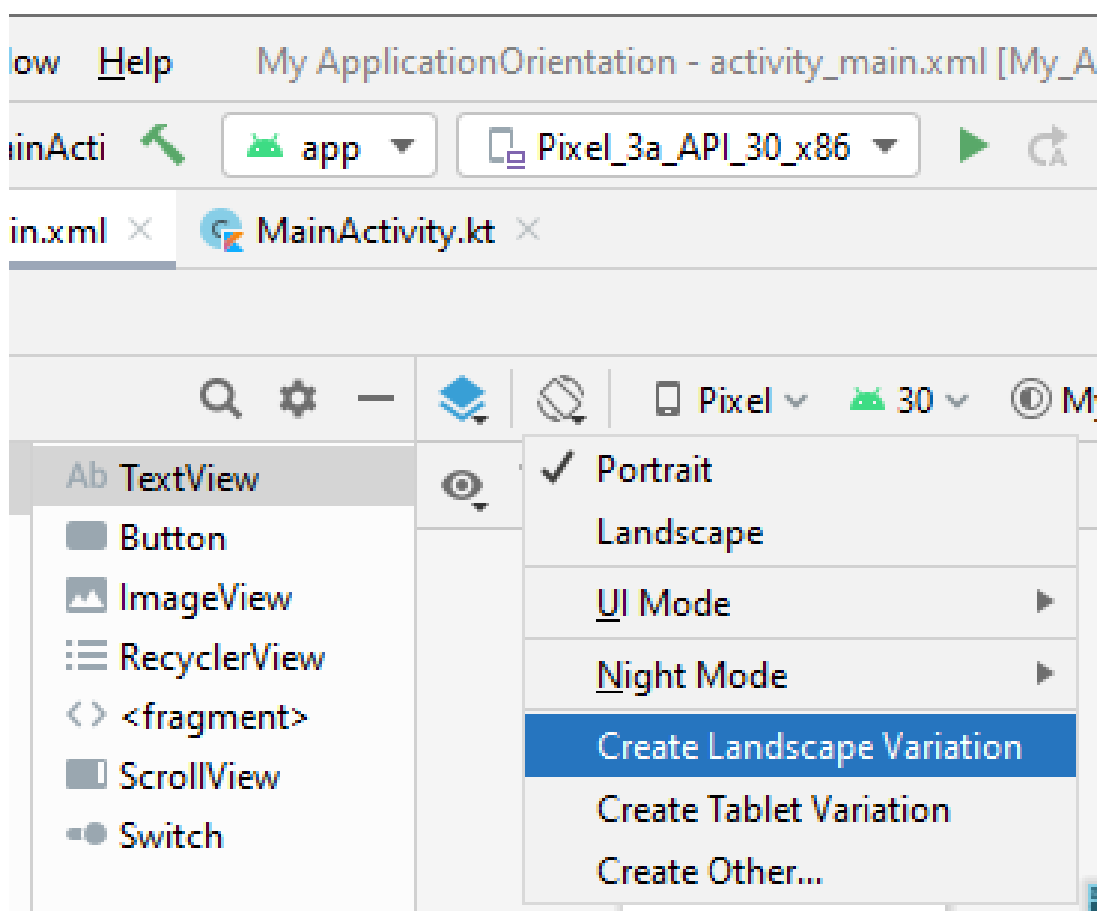 low Help My ApplicationOrientation - activity_main.xml [My_A
ainActi app Pixel_3a_API_30_x86
in.xml MainActivity.kt
Pixel 30 My
Ab TextView
Button
ImageView
RecyclerView
<fragment>
ScrollView
Switch
Portrait
Landscape
UI Mode
Night Mode
Create Landscape Variation
Create Tablet Variation
Create Other...